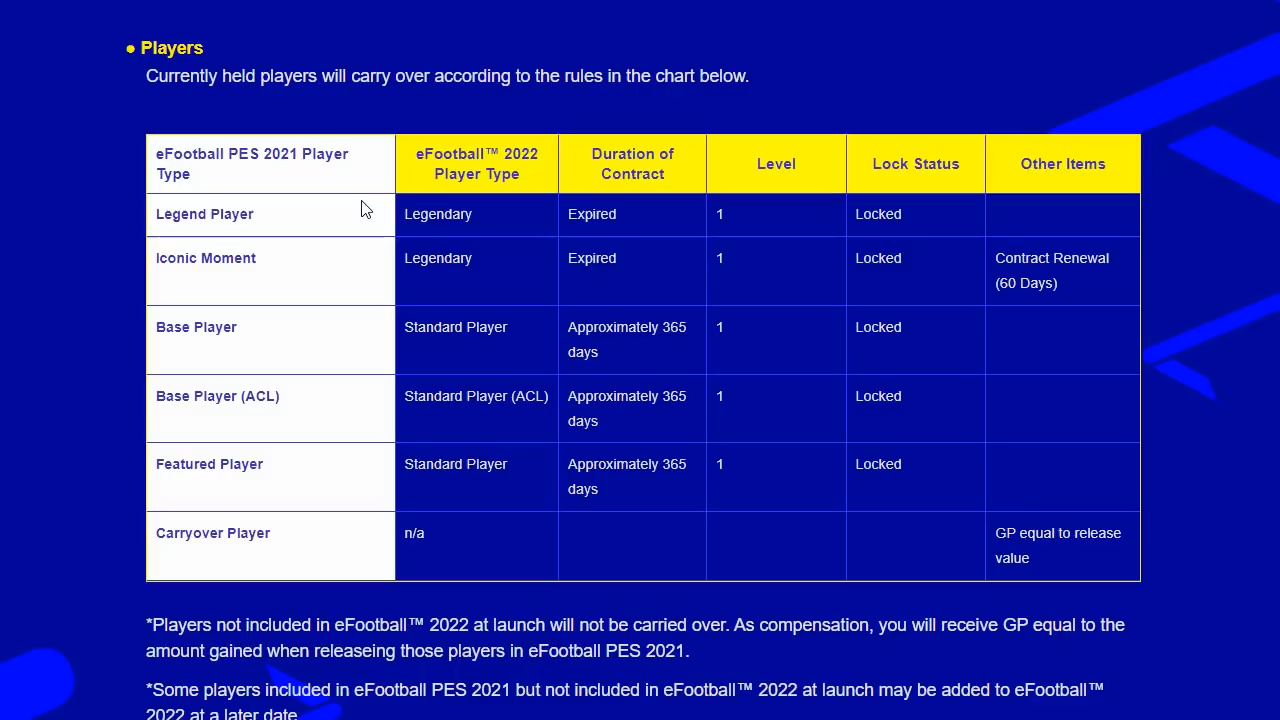 ● Players
Currently held players will carry over according to the rules in the chart below.
eFootball PES 2021 Player Type eFootball™ 2022 Player Type Duration of Contract Level Lock Status Other Items
Legend Player Legendary Expired 1 Locked
Iconic Moment Legendary Expired 1 Locked Contract Renewal (60 Days)
Base Player Standard Player Approximately 365 days 1 Locked
Base Player (ACL) Standard Player (ACL) Approximately 365 days 1 Locked
Featured Player Standard Player Approximately 365 days 1 Locked
Carryover Player n/a GP equal to release value
*Players not included in eFootball™ 2022 at launch will not be carried over. As compensation, you will receive GP equal to the
amount gained when releaseing those players in eFootball PES 2021.
*Some players included in eFootball PES 2021 but not included in eFootball™ 2022 at launch may be added to eFootball™
2022 at a later date